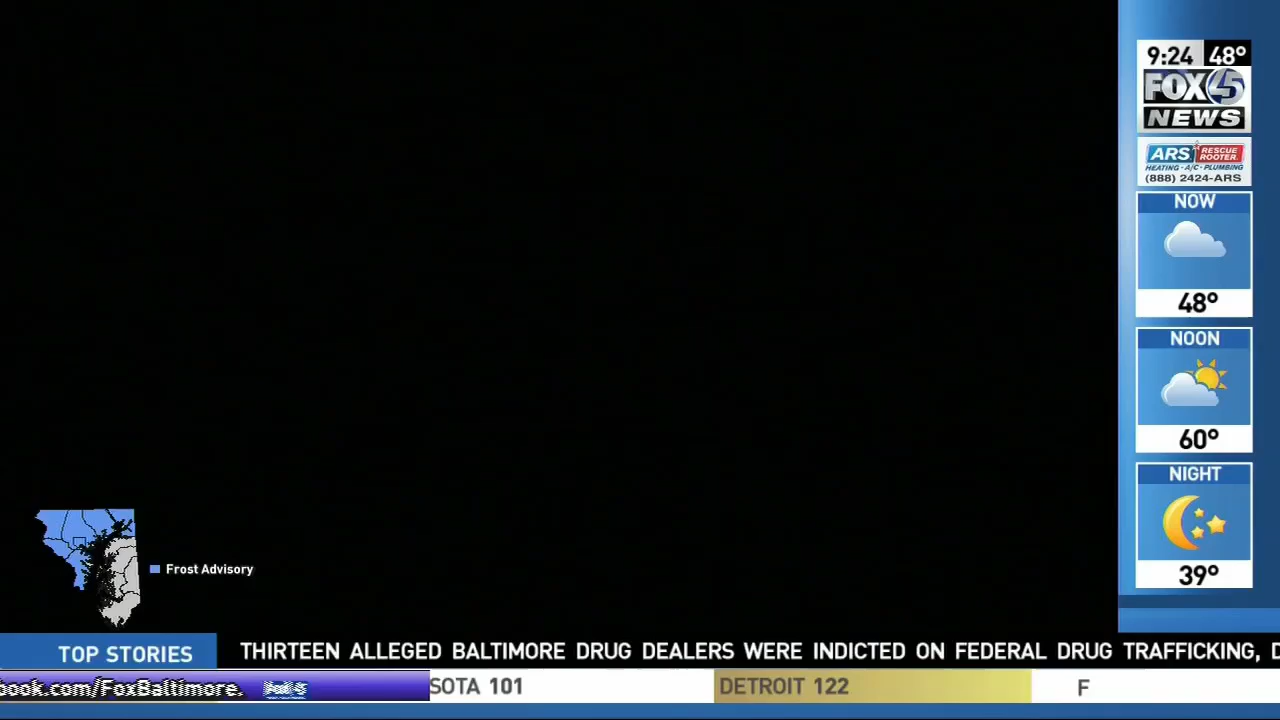 9:24 48°
FOX 45
NEWS
ARS RESCUE ROOTER
HEATING · A/C · PLUMBING
(888) 2424-ARS
NOW
48°
NOON
60°
NIGHT
39°
Frost Advisory
TOP STORIES
THIRTEEN ALLEGED BALTIMORE DRUG DEALERS WERE INDICTED ON FEDERAL DRUG TRAFFICKING, D
book.com/FoxBaltimore.
SOTA 101 DETROIT 122 F